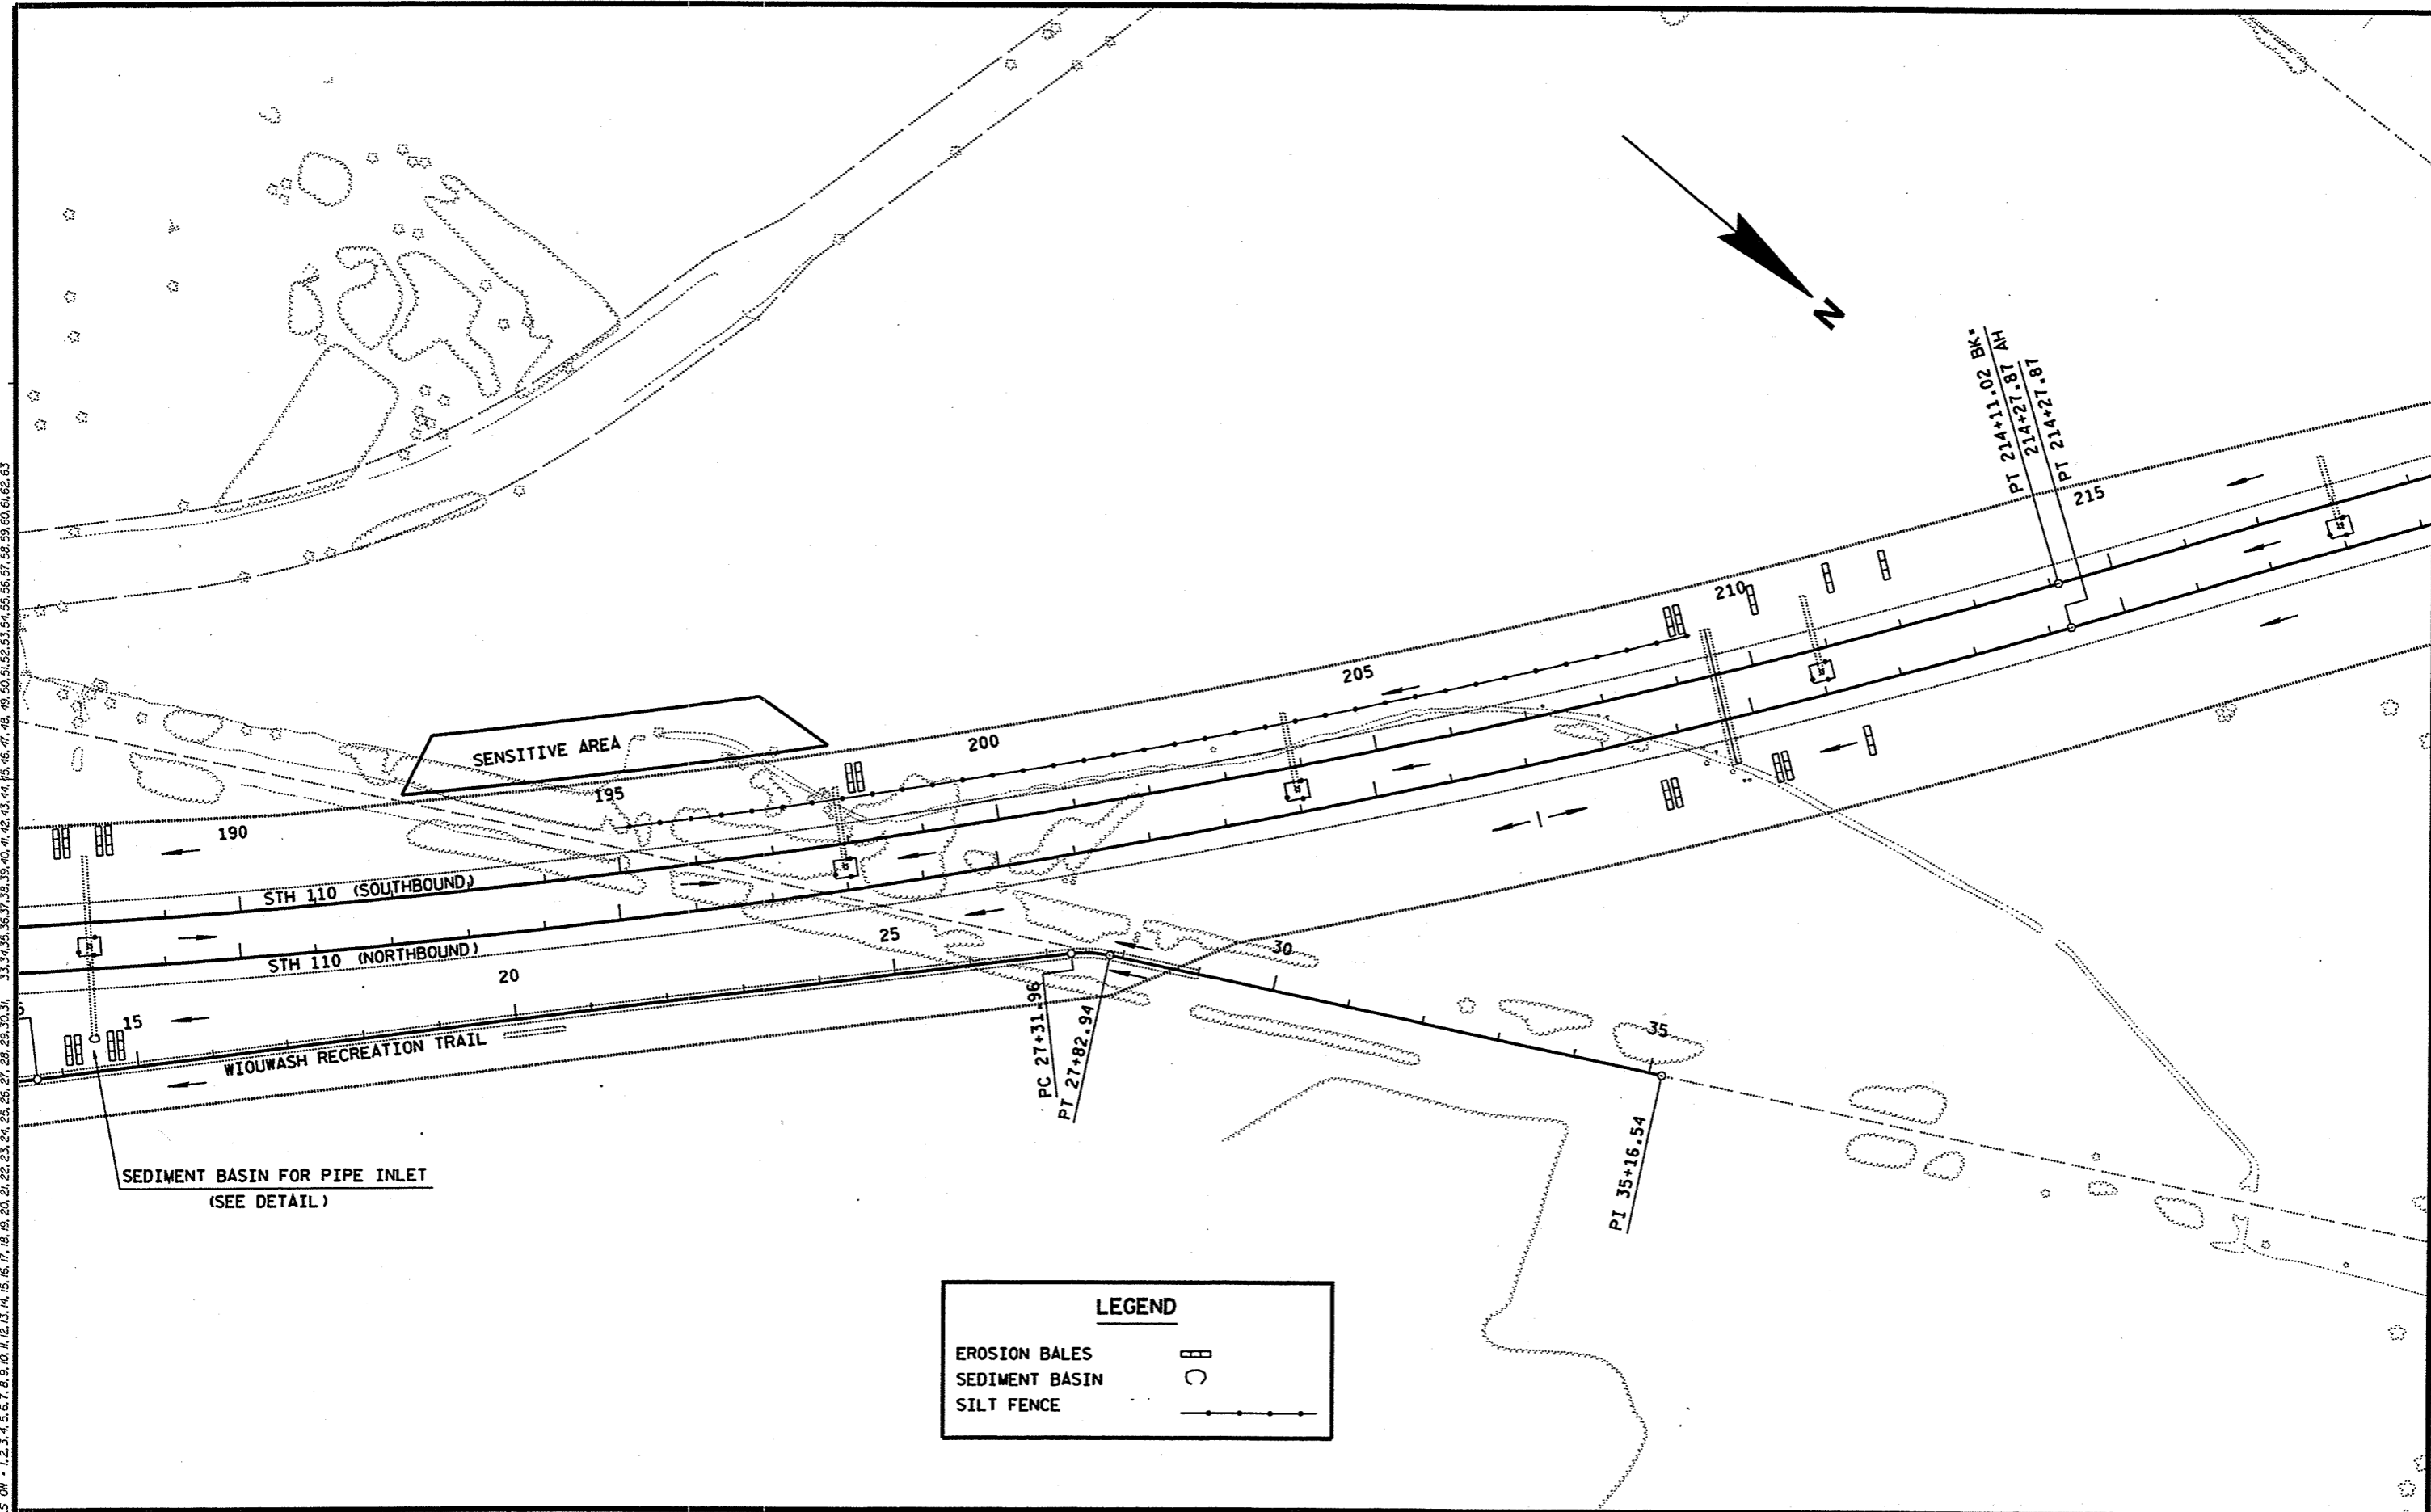 N
PT 214+11.02 BK=
214+27.87 AH
PT 214+27.87
215
210
205
200
SENSITIVE AREA
195
190
STH 110 (SOUTHBOUND)
STH 110 (NORTHBOUND)
25
30
20
15
35
WIOUWASH RECREATION TRAIL
PC 27+31.96
PT 27+82.94
PI 35+16.54
SEDIMENT BASIN FOR PIPE INLET
(SEE DETAIL)
LEGEND
EROSION BALES
SEDIMENT BASIN
SILT FENCE